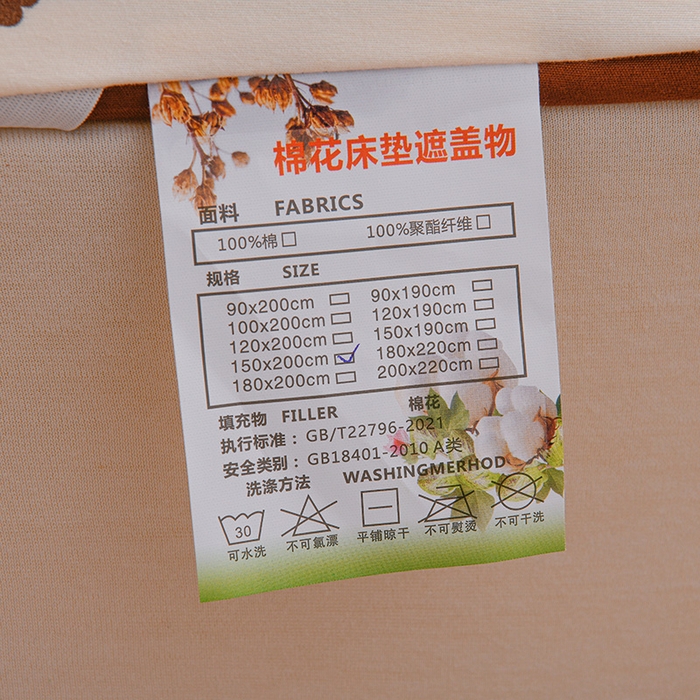 棉花床垫遮盖物
面料 FABRICS
100%棉□ 100%聚酯纤维□
规格 SIZE
90x200cm □ 90x190cm □
100x200cm □ 120x190cm □
120x200cm □ 150x190cm □
150x200cm ☑ 180x220cm □
180x200cm □ 200x220cm □
填充物 FILLER 棉花
执行标准：GB/T22796-2021
安全类别：GB18401-2010 A类
洗涤方法 WASHINGMERHOD
30
可水洗 不可氯漂 平铺晾干 不可熨烫 不可干洗